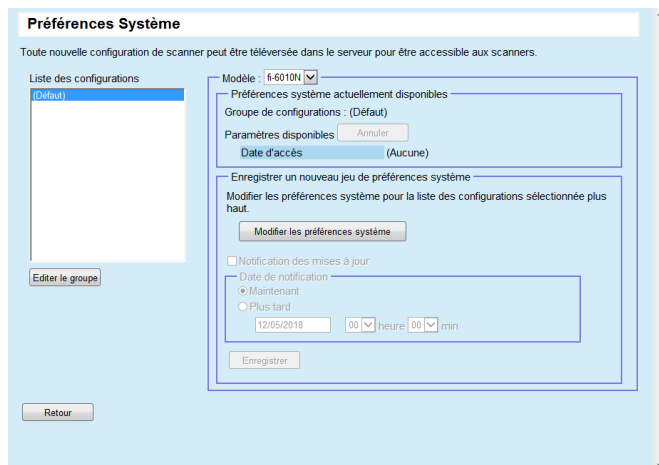 Préférences Système
Toute nouvelle configuration de scanner peut être téléversée dans le serveur pour être accessible aux scanners.
Liste des configurations
(Défaut)
Editer le groupe
Modèle : fi-6010N
Préférences système actuellement disponibles
Groupe de configurations : (Défaut)
Paramètres disponibles Annuler
Date d'accès (Aucune)
Enregistrer un nouveau jeu de préférences système
Modifier les préférences système pour la liste des configurations sélectionnée plus
haut.
Modifier les préférences système
Notification des mises à jour
Date de notification
Maintenant
Plus tard
12/05/2018 00 heure 00 min
Enregistrer
Retour